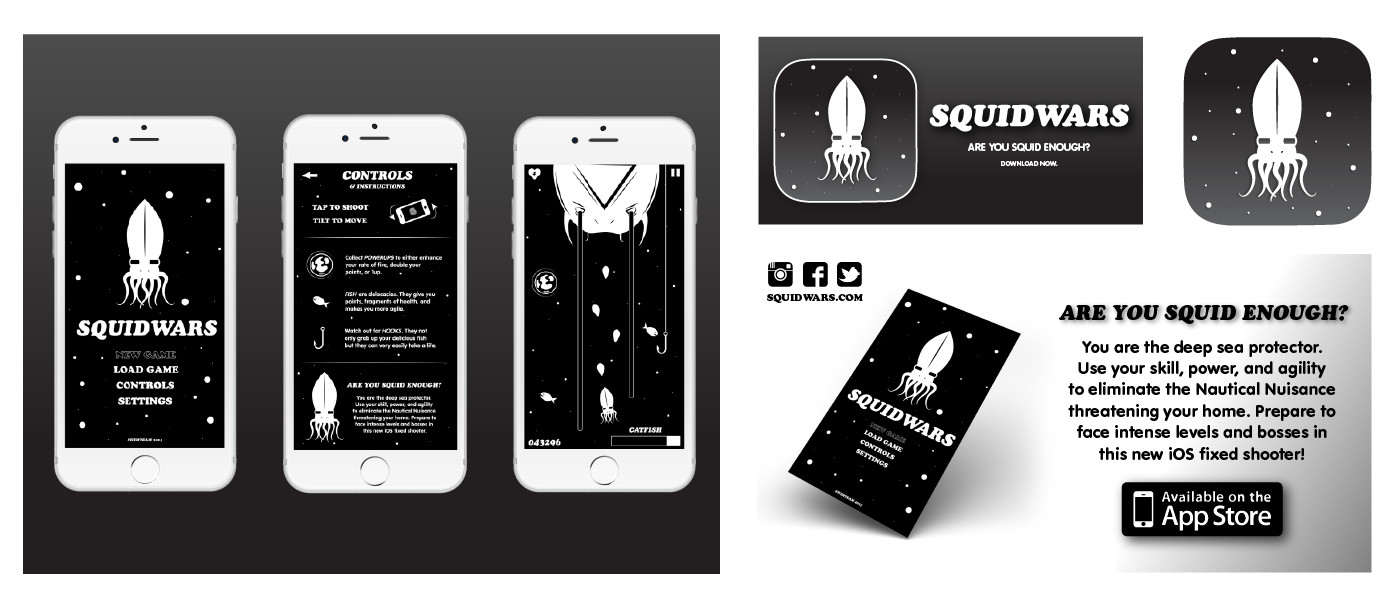 SQUIDWARS
NEW GAME
LOAD GAME
CONTROLS
SETTINGS
CONTROLS
& INSTRUCTIONS
TAP TO SHOOT
TILT TO MOVE
Collect POWERUPS to either enhance
your rate of fire, double your
points, or 1up.
FISH are delacacies. They give you
points, fragments of health, and
makes you more agile.
Watch out for HOOKS. They not
only grab up your delicious fish
but they can very easily take a life.
ARE YOU SQUID ENOUGH?
You are the deep sea protector.
Use your skill, power, and agility
to eliminate the Nautical Nuisance
threatening your home. Prepare to
face intense levels and bosses in
this new iOS fixed shooter.
043246
CATFISH
SQUIDWARS
ARE YOU SQUID ENOUGH?
DOWNLOAD NOW.
SQUIDWARS.COM
SQUIDWARS
NEW GAME
LOAD GAME
CONTROLS
SETTINGS
ARE YOU SQUID ENOUGH?
You are the deep sea protector.
Use your skill, power, and agility
to eliminate the Nautical Nuisance
threatening your home. Prepare to
face intense levels and bosses in
this new iOS fixed shooter!
Available on the
App Store